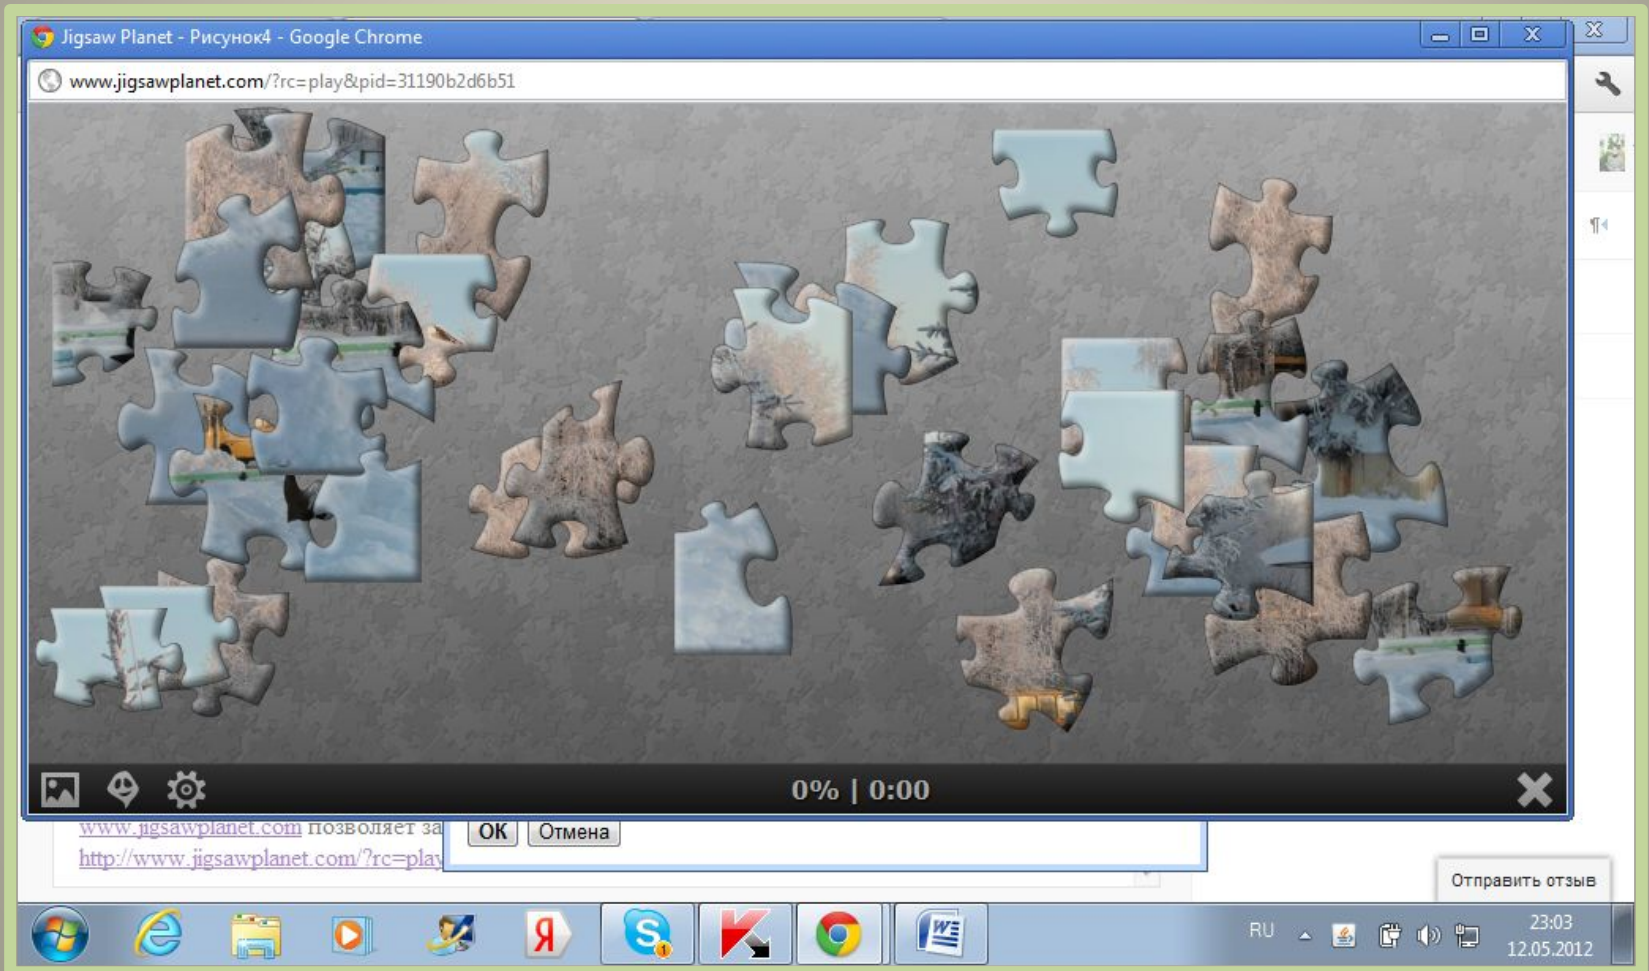 Jigsaw Planet - Рисунок4 - Google Chrome
www.jigsawplanet.com/?rc=play&pid=31190b2d6b51
0% | 0:00
www.jigsawplanet.com позволяет за
http://www.jigsawplanet.com/?rc=play
ОК Отмена
Отправить отзыв
RU
23:03
12.05.2012